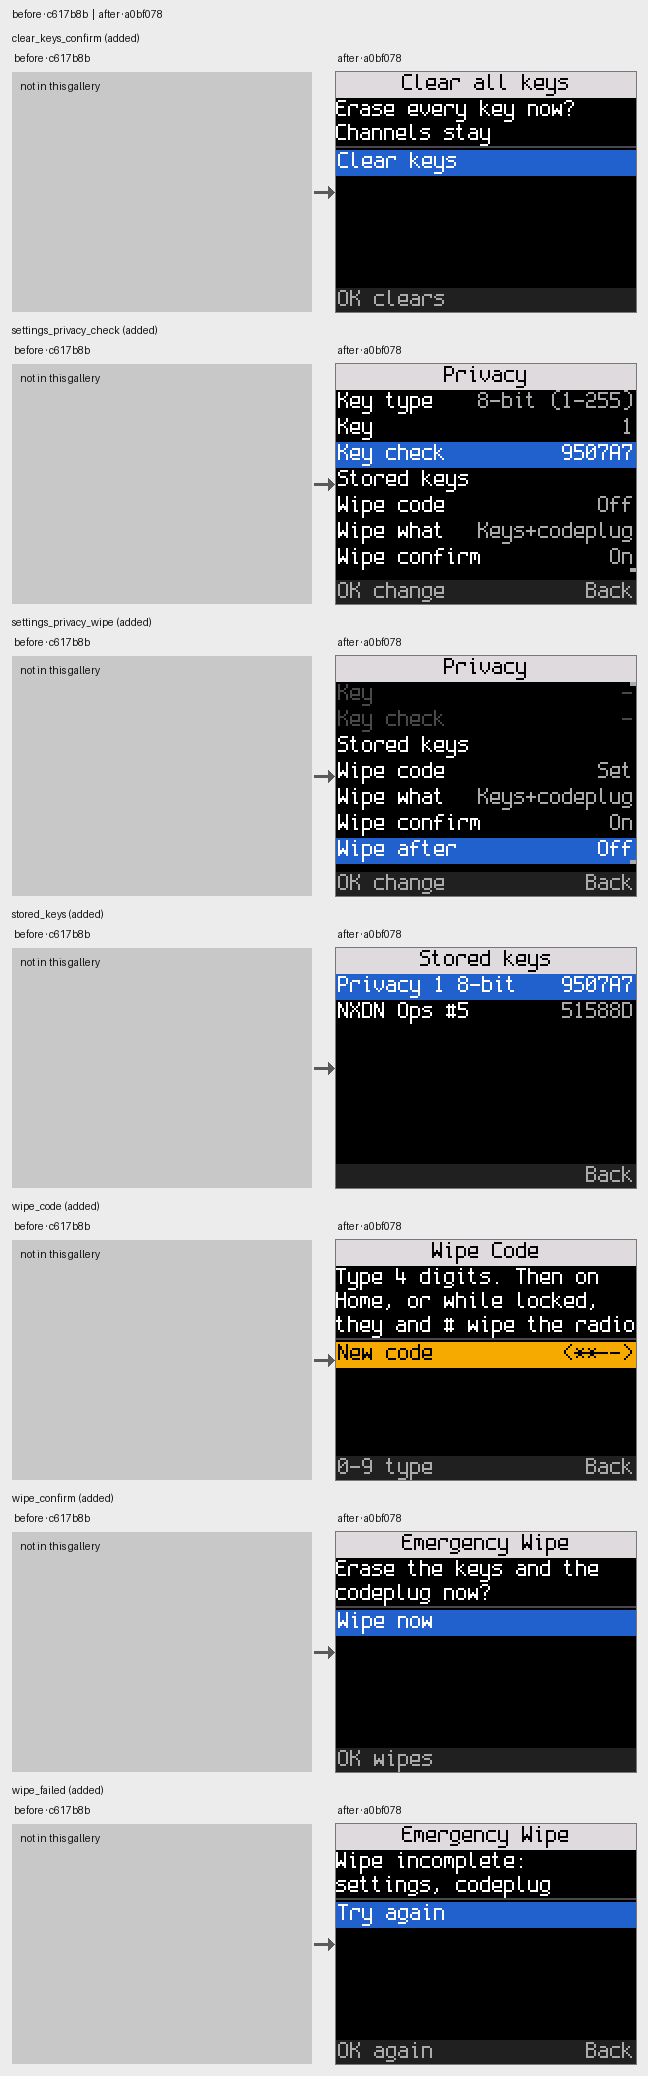 before · c617b8b | after · a0bf078
clear_keys_confirm (added)
before · c617b8b
after · a0bf078
not in this gallery
Clear all keys
Erase every key now?
Channels stay
Clear keys
OK clears
settings_privacy_check (added)
before · c617b8b
after · a0bf078
not in this gallery
Privacy
Key type 8-bit (1-255)
Key 1
Key check 9507A7
Stored keys
Wipe code Off
Wipe what Keys+codeplug
Wipe confirm On
OK change Back
settings_privacy_wipe (added)
before · c617b8b
after · a0bf078
not in this gallery
Privacy
Key -
Key check -
Stored keys
Wipe code Set
Wipe what Keys+codeplug
Wipe confirm On
Wipe after Off
OK change Back
stored_keys (added)
before · c617b8b
after · a0bf078
not in this gallery
Stored keys
Privacy 1 8-bit 9507A7
NXDN Ops #5 51588D
Back
wipe_code (added)
before · c617b8b
after · a0bf078
not in this gallery
Wipe Code
Type 4 digits. Then on
Home, or while locked,
they and # wipe the radio
New code <**-->
0-9 type Back
wipe_confirm (added)
before · c617b8b
after · a0bf078
not in this gallery
Emergency Wipe
Erase the keys and the
codeplug now?
Wipe now
OK wipes
wipe_failed (added)
before · c617b8b
after · a0bf078
not in this gallery
Emergency Wipe
Wipe incomplete:
settings, codeplug
Try again
OK again Back